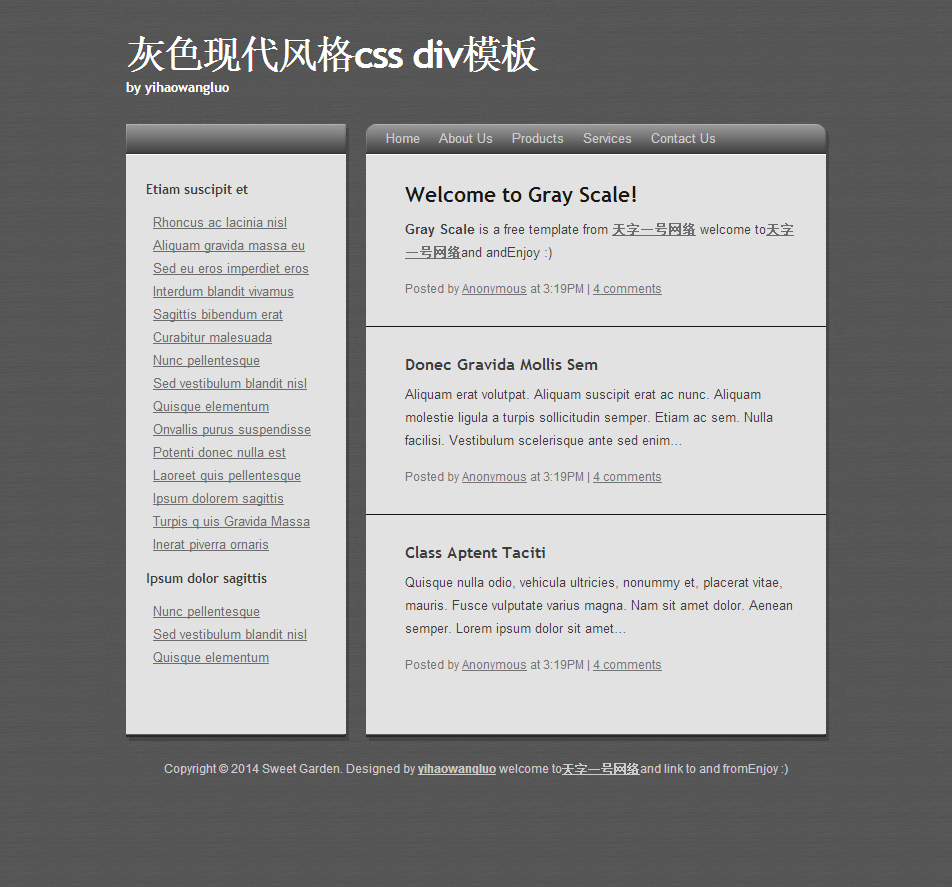 灰色现代风格css div模板
by yihaowangluo
Etiam suscipit et
Rhoncus ac lacinia nisl
Aliquam gravida massa eu
Sed eu eros imperdiet eros
Interdum blandit vivamus
Sagittis bibendum erat
Curabitur malesuada
Nunc pellentesque
Sed vestibulum blandit nisl
Quisque elementum
Onvallis purus suspendisse
Potenti donec nulla est
Laoreet quis pellentesque
Ipsum dolorem sagittis
Turpis q uis Gravida Massa
Inerat piverra ornaris
Ipsum dolor sagittis
Nunc pellentesque
Sed vestibulum blandit nisl
Quisque elementum
Home About Us Products Services Contact Us
Welcome to Gray Scale!
Gray Scale is a free template from 天字一号网络 welcome to天字
一号网络and andEnjoy :)
Posted by Anonymous at 3:19PM | 4 comments
Donec Gravida Mollis Sem
Aliquam erat volutpat. Aliquam suscipit erat ac nunc. Aliquam
molestie ligula a turpis sollicitudin semper. Etiam ac sem. Nulla
facilisi. Vestibulum scelerisque ante sed enim...
Posted by Anonymous at 3:19PM | 4 comments
Class Aptent Taciti
Quisque nulla odio, vehicula ultricies, nonummy et, placerat vitae,
mauris. Fusce vulputate varius magna. Nam sit amet dolor. Aenean
semper. Lorem ipsum dolor sit amet...
Posted by Anonymous at 3:19PM | 4 comments
Copyright © 2014 Sweet Garden. Designed by yihaowangluo welcome to天字一号网络and link to and fromEnjoy :)